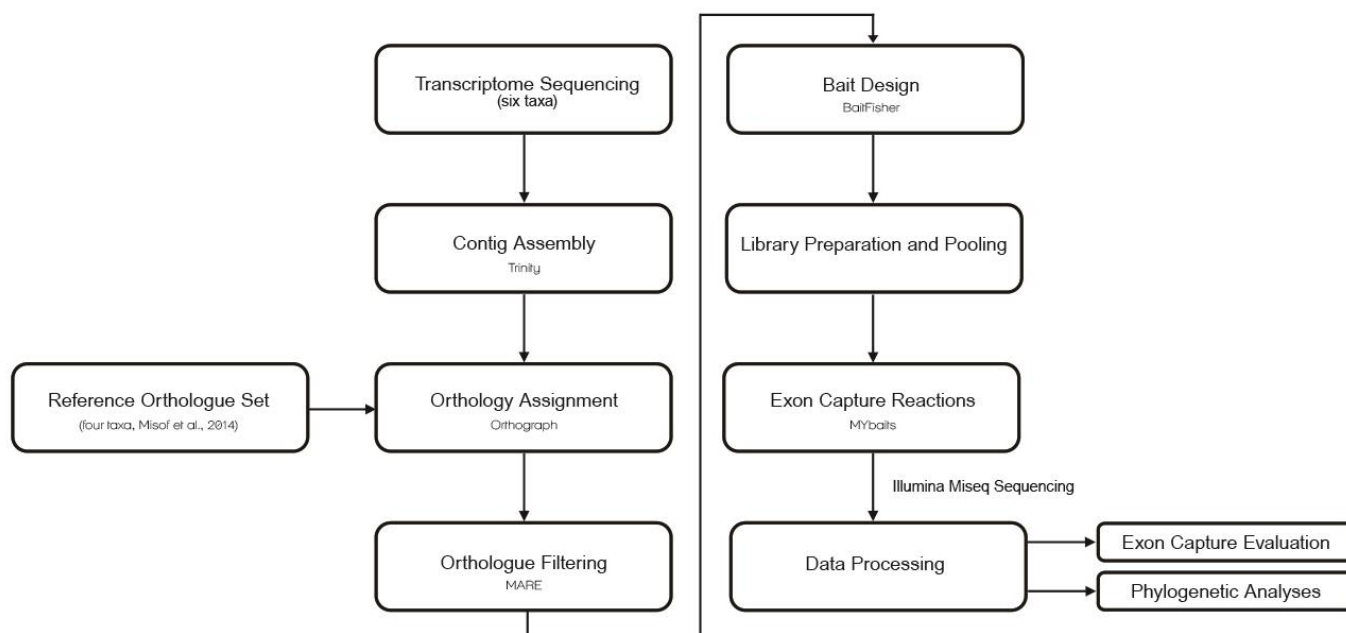 Transcriptome Sequencing
(six taxa)
Contig Assembly
Trinity
Reference Orthologue Set
(four taxa, Misof et al., 2014)
Orthology Assignment
Orthograph
Orthologue Filtering
MARE
Bait Design
BaitFisher
Library Preparation and Pooling
Exon Capture Reactions
MYbaits
Illumina Miseq Sequencing
Data Processing
Exon Capture Evaluation
Phylogenetic Analyses